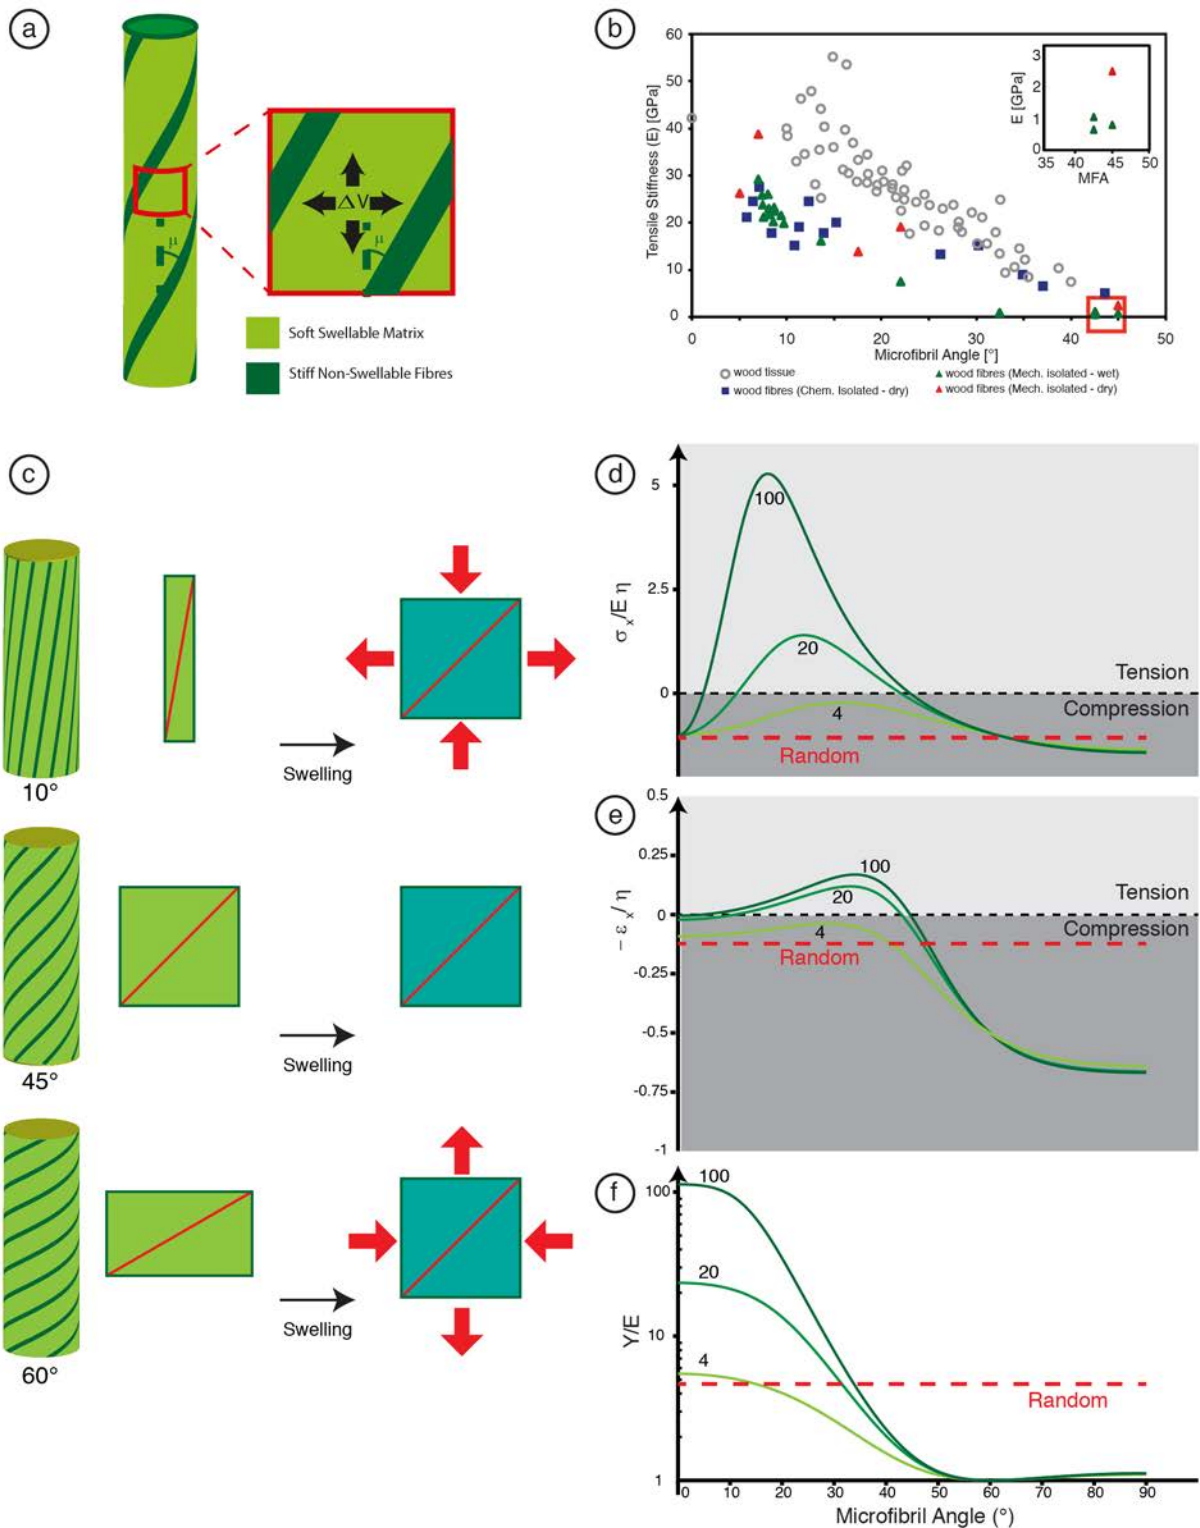 a
ΔV
μ
μ
Soft Swellable Matrix
Stiff Non-Swellable Fibres
b
60
50
40
30
20
10
0
Tensile Stiffness (E) [GPa]
0 10 20 30 40 50
Microfibril Angle [°]
3
2
1
0
E [GPa]
35 40 45 50
MFA
wood tissue
wood fibres (Mech. isolated - wet)
wood fibres (Chem. Isolated - dry)
wood fibres (Mech. isolated - dry)
c
10°
Swelling
45°
Swelling
60°
Swelling
d
5
2.5
0
σx/E η
100
20
4
Tension
Compression
Random
e
0.5
0.25
0
-0.25
-0.5
-0.75
-1
− εx/ η
100
20
4
Tension
Compression
Random
f
100
10
1
Y/E
100
20
4
Random
0 10 20 30 40 50 60 70 80 90
Microfibril Angle (°)